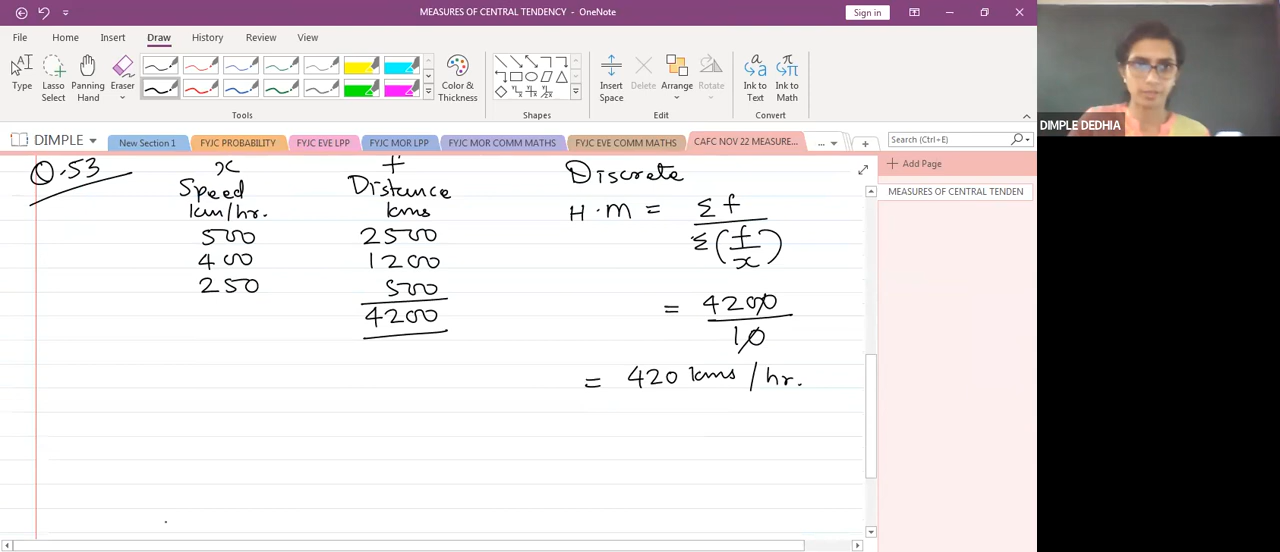 MEASURES OF CENTRAL TENDENCY - OneNote
Sign in
File Home Insert Draw History Review View
Type
Lasso Select
Panning Hand
Eraser
Color & Thickness
Insert Space
Delete
Arrange
Rotate
Ink to Text
Ink to Math
Tools
Shapes
Edit
Convert
DIMPLE DEDHIA
DIMPLE
New Section 1
FYJC PROBABILITY
FYJC EVE LPP
FYJC MOR LPP
FYJC MOR COMM MATHS
FYJC EVE COMM MATHS
CAFC NOV 22 MEASURE...
Search (Ctrl+E)
Add Page
MEASURES OF CENTRAL TENDEN
Q.53
x f
Speed Distance
km/hr. kms
500 2500
400 1200
250 500
4200
Discrete
H.M = Σf / Σ(f/x)
= 4200 / 10
= 420 kms/hr.